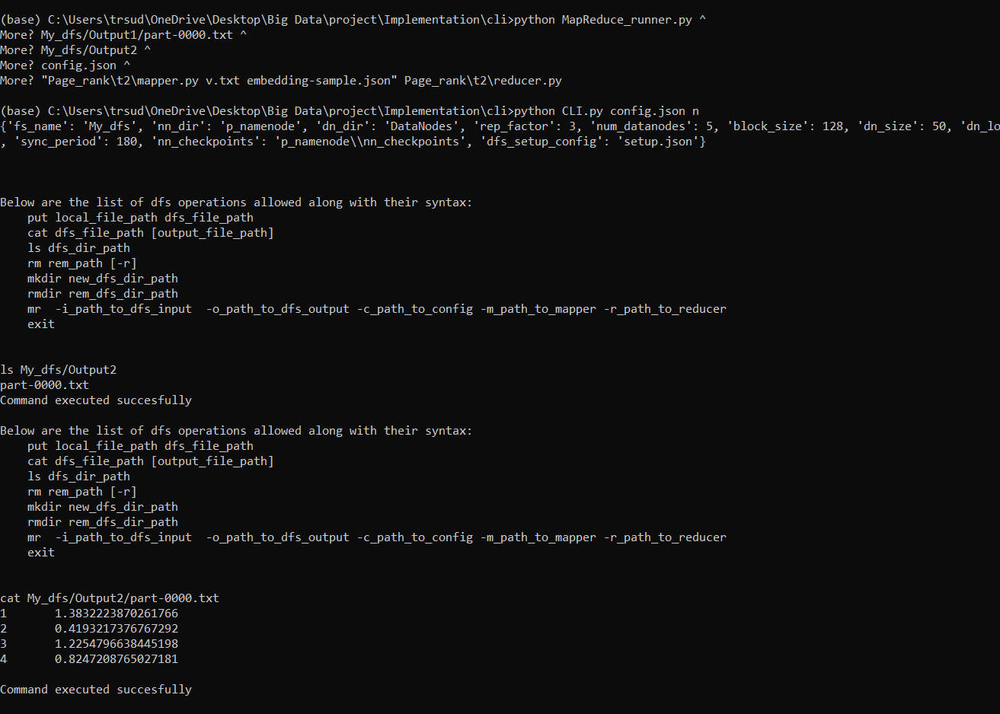 (base) C:\Users\trsud\OneDrive\Desktop\Big Data\project\Implementation\cli>python MapReduce_runner.py ^
More? My_dfs/Output1/part-0000.txt ^
More? My_dfs/Output2 ^
More? config.json ^
More? "Page_rank\t2\mapper.py v.txt embedding-sample.json" Page_rank\t2\reducer.py
(base) C:\Users\trsud\OneDrive\Desktop\Big Data\project\Implementation\cli>python CLI.py config.json n
{'fs_name': 'My_dfs', 'nn_dir': 'p_namenode', 'dn_dir': 'DataNodes', 'rep_factor': 3, 'num_datanodes': 5, 'block_size': 128, 'dn_size': 50, 'dn_lo
, 'sync_period': 180, 'nn_checkpoints': 'p_namenode\\nn_checkpoints', 'dfs_setup_config': 'setup.json'}
Below are the list of dfs operations allowed along with their syntax:
    put local_file_path dfs_file_path
    cat dfs_file_path [output_file_path]
    ls dfs_dir_path
    rm rem_path [-r]
    mkdir new_dfs_dir_path
    rmdir rem_dfs_dir_path
    mr  -i_path_to_dfs_input  -o_path_to_dfs_output -c_path_to_config -m_path_to_mapper -r_path_to_reducer
    exit
ls My_dfs/Output2
part-0000.txt
Command executed succesfully
Below are the list of dfs operations allowed along with their syntax:
    put local_file_path dfs_file_path
    cat dfs_file_path [output_file_path]
    ls dfs_dir_path
    rm rem_path [-r]
    mkdir new_dfs_dir_path
    rmdir rem_dfs_dir_path
    mr  -i_path_to_dfs_input  -o_path_to_dfs_output -c_path_to_config -m_path_to_mapper -r_path_to_reducer
    exit
cat My_dfs/Output2/part-0000.txt
1       1.3832223870261766
2       0.4193217376767292
3       1.2254796638445198
4       0.8247208765027181
Command executed succesfully